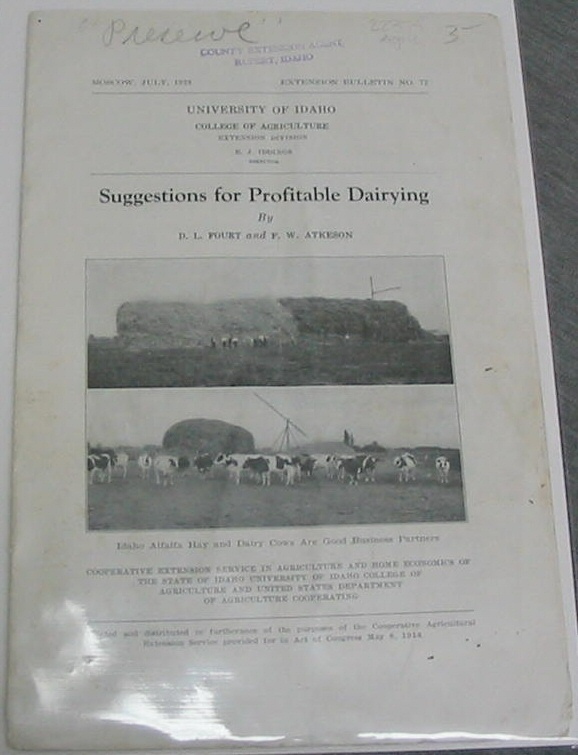 "Preserve"
5-
COUNTY EXTENSION AGENT
RUPERT, IDAHO
MOSCOW, JULY, EXTENSION BULLETIN NO.
UNIVERSITY OF IDAHO
COLLEGE OF AGRICULTURE
EXTENSION DIVISION
E. J. IDDINGS
DIRECTOR
Suggestions for Profitable Dairying
By
D. L. FOURT and F. W. ATKESON
Idaho Alfalfa Hay and Dairy Cows Are Good Business Partners
COOPERATIVE EXTENSION SERVICE IN AGRICULTURE AND HOME ECONOMICS OF
THE STATE OF IDAHO UNIVERSITY OF IDAHO COLLEGE OF
AGRICULTURE AND UNITED STATES DEPARTMENT
OF AGRICULTURE COOPERATING
and distributed in furtherance of the purposes of the Cooperative Agricultural
Extension Service provided for in Act of Congress May 8, 1914